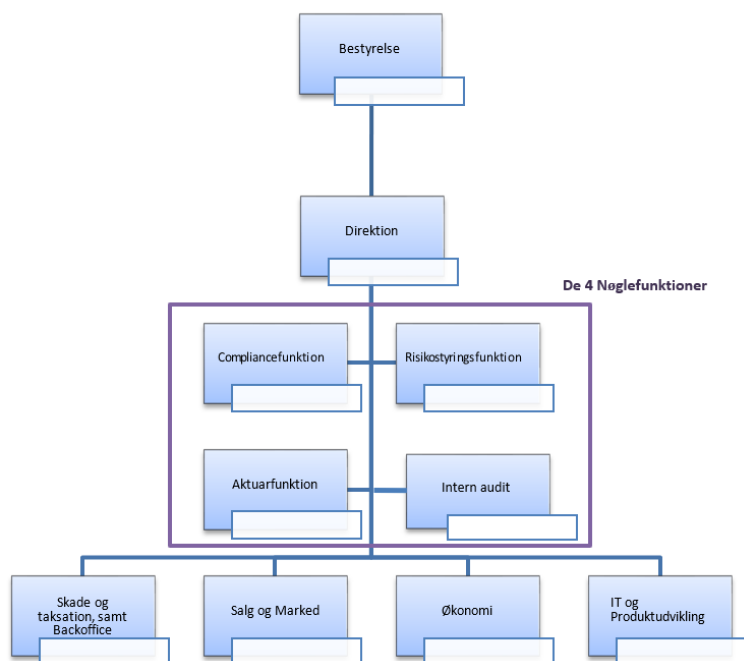 Bestyrelse
Direktion
De 4 Nøglefunktioner
Compliancefunktion
Risikostyringsfunktion
Aktuarfunktion
Intern audit
Skade og
taksation, samt
Backoffice
Salg og Marked
Økonomi
IT og
Produktudvikling